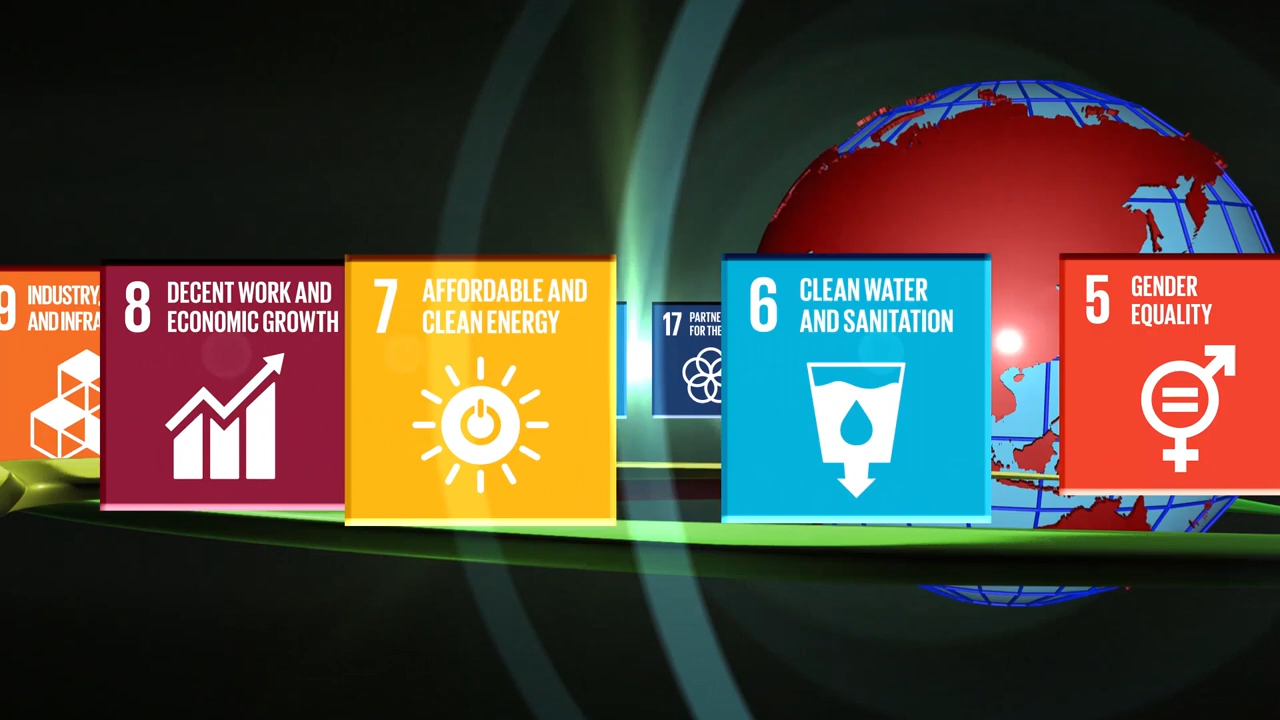 9 INDUSTRY,
AND INFRA
8 DECENT WORK AND
ECONOMIC GROWTH
7 AFFORDABLE AND
CLEAN ENERGY
17 PARTNE
FOR THE
6 CLEAN WATER
AND SANITATION
5 GENDER
EQUALITY